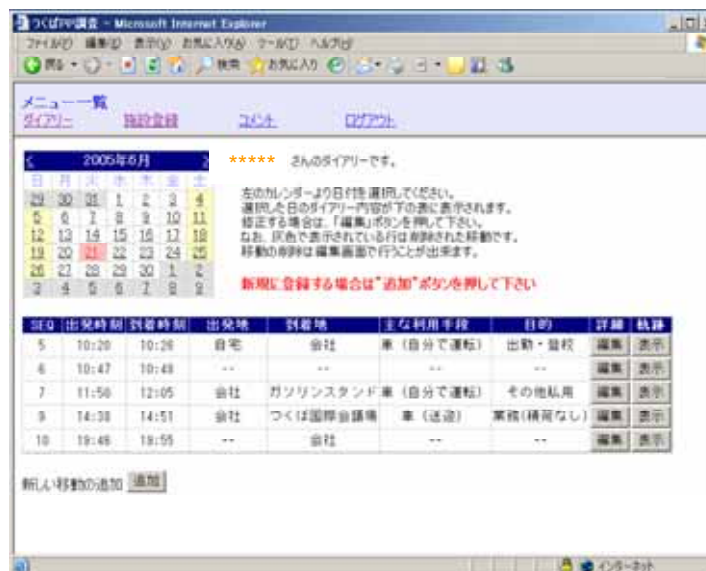 つくばPP調査 - Microsoft Internet Explorer
ファイル(F) 編集(E) 表示(V) お気に入り(A) ツール(T) ヘルプ(H)
戻る 検索 お気に入り
メニュー一覧
ダイアリー 施設登録 コメント ログアウト
< 2005年6月 >
***** さんのダイアリーです。
日 月 火 水 木 金 土
29 30 31 1 2 3 4
5 6 7 8 9 10 11
12 13 14 15 16 17 18
19 20 21 22 23 24 25
26 27 28 29 30 1 2
3 4 5 6 7 8 9
左のカレンダーより日付を選択してください。
選択した日のダイアリー内容が下の表に表示されます。
修正する場合は、「編集」ボタンを押して下さい。
なお、灰色で表示されている行は削除された移動です。
移動の削除は編集画面で行うことが出来ます。
新規に登録する場合は"追加"ボタンを押して下さい
SEQ 出発時刻 到着時刻 出発地 到着地 主な利用手段 目的 詳細 軌跡
5 10:20 10:26 自宅 会社 車（自分で運転） 出勤・登校 編集 表示
6 10:47 10:48 -- -- -- -- 編集 表示
7 11:56 12:05 会社 ガソリンスタンド 車（自分で運転） その他私用 編集 表示
9 14:38 14:51 会社 つくば国際会議場 車（送迎） 業務(積荷なし) 編集 表示
10 19:46 19:55 -- 会社 -- -- 編集 表示
新しい移動の追加 追加
インターネット